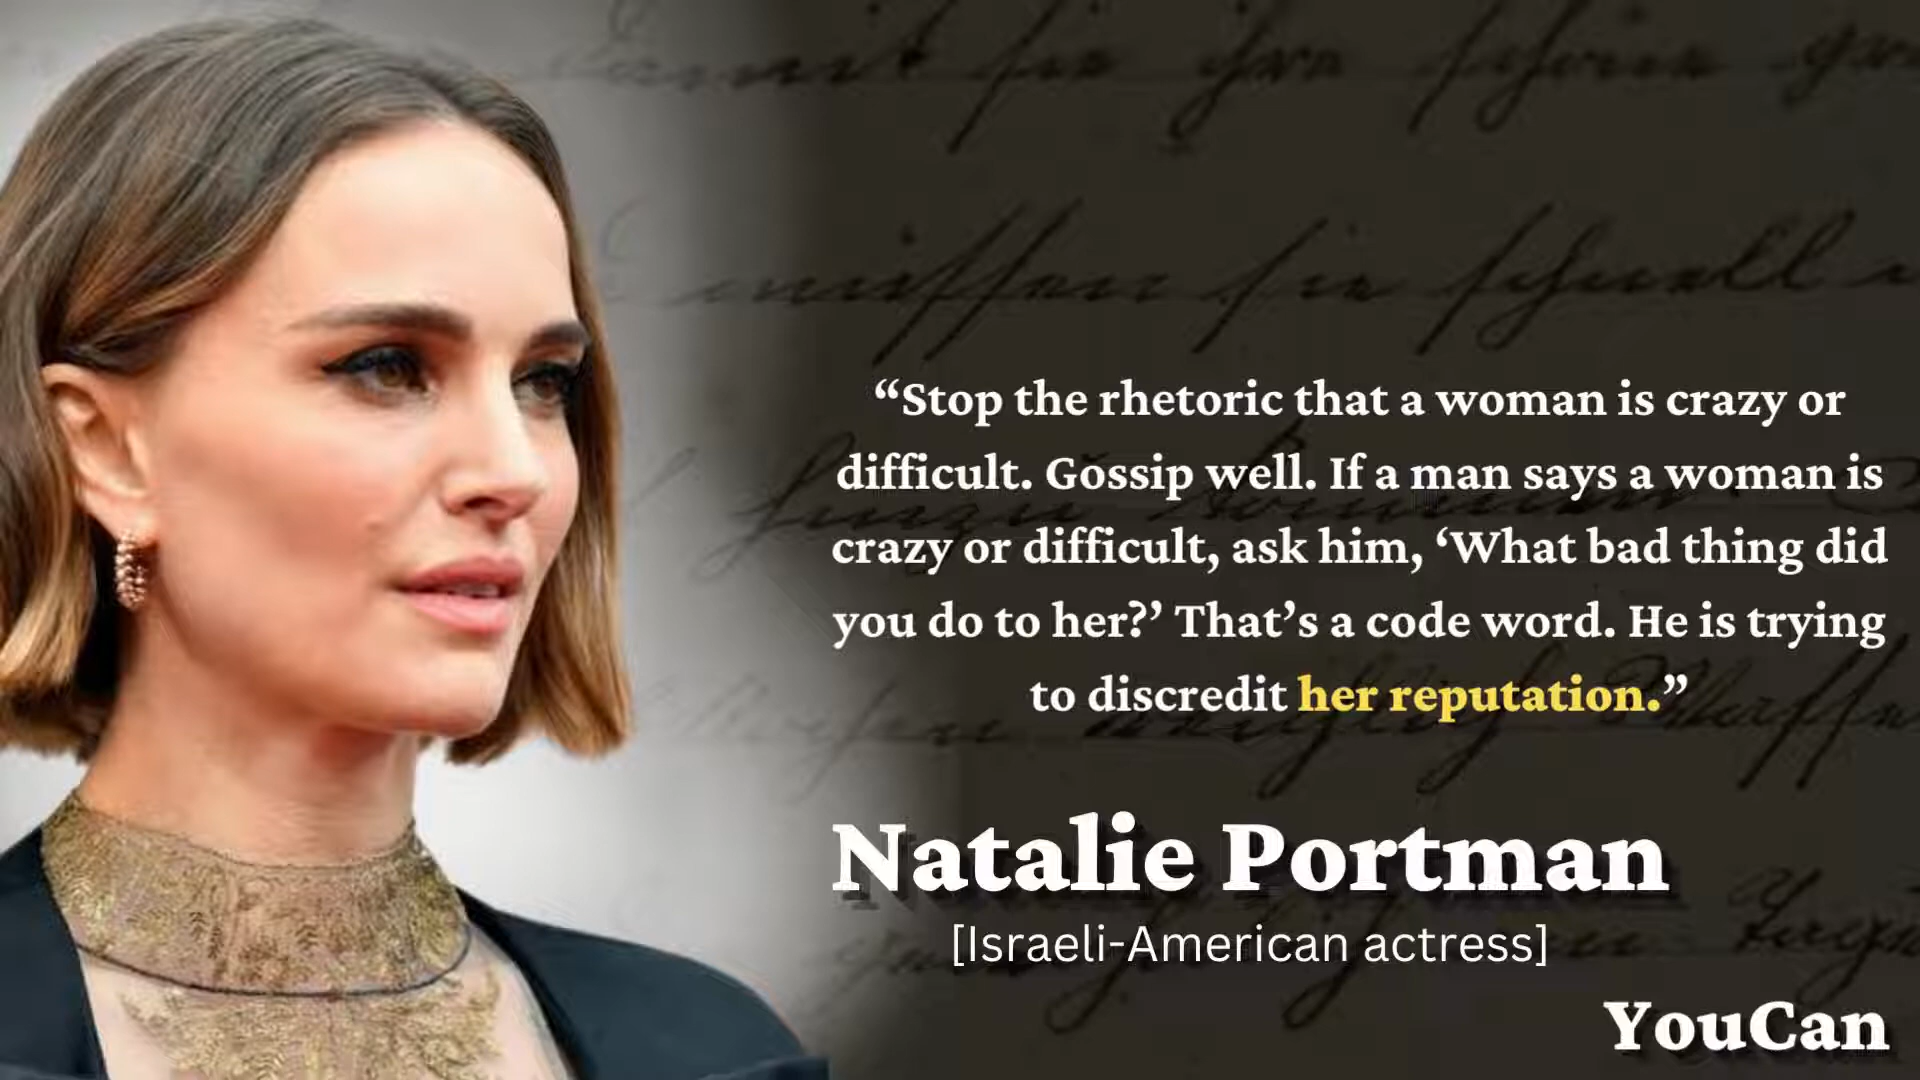 “Stop the rhetoric that a woman is crazy or
difficult. Gossip well. If a man says a woman is
crazy or difficult, ask him, ‘What bad thing did
you do to her?’ That’s a code word. He is trying
to discredit her reputation.”
Natalie Portman
[Israeli-American actress]
YouCan